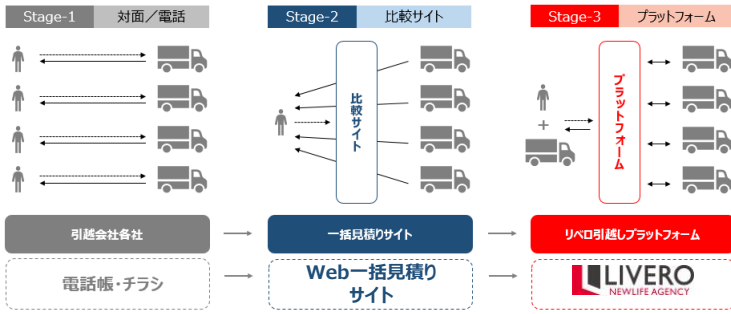 Stage-1 対面／電話
Stage-2 比較サイト
Stage-3 プラットフォーム
比較サイト
プラットフォーム
+
引越会社各社
一括見積りサイト
リベロ引越しプラットフォーム
電話帳・チラシ
Web一括見積り
サイト
LIVERO
NEWLIFE AGENCY